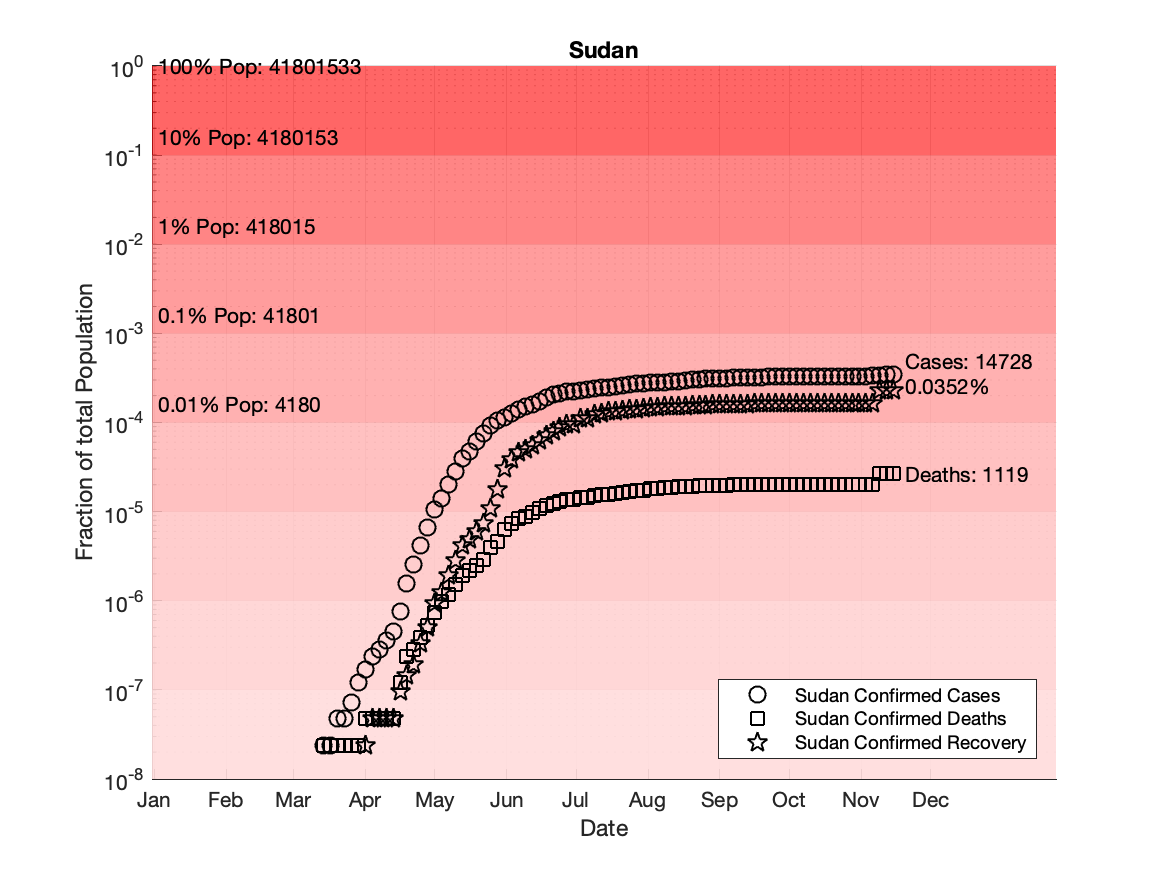 Sudan
10^0
100% Pop: 41801533
10% Pop: 4180153
10^-1
1% Pop: 418015
10^-2
0.1% Pop: 41801
10^-3
Cases: 14728
0.0352%
0.01% Pop: 4180
10^-4
Deaths: 1119
10^-5
10^-6
10^-7
10^-8
Fraction of total Population
Sudan Confirmed Cases
Sudan Confirmed Deaths
Sudan Confirmed Recovery
Jan Feb Mar Apr May Jun Jul Aug Sep Oct Nov Dec
Date